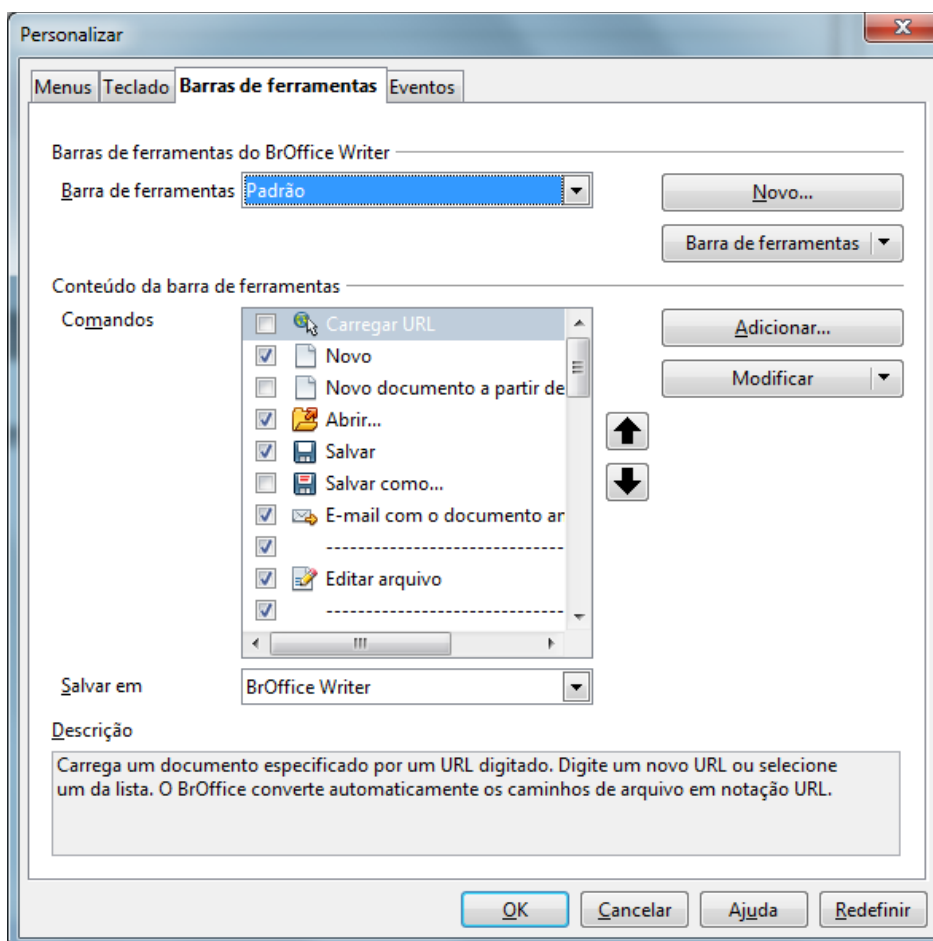 Personalizar
Menus Teclado Barras de ferramentas Eventos
Barras de ferramentas do BrOffice Writer
Barra de ferramentas Padrão Novo...
Barra de ferramentas
Conteúdo da barra de ferramentas
Comandos Carregar URL Adicionar...
Novo
Modificar
Novo documento a partir de
Abrir...
Salvar
Salvar como...
E-mail com o documento an
--------------------------------
Editar arquivo
--------------------------------
Salvar em BrOffice Writer
Descrição
Carrega um documento especificado por um URL digitado. Digite um novo URL ou selecione
um da lista. O BrOffice converte automaticamente os caminhos de arquivo em notação URL.
OK Cancelar Ajuda Redefinir